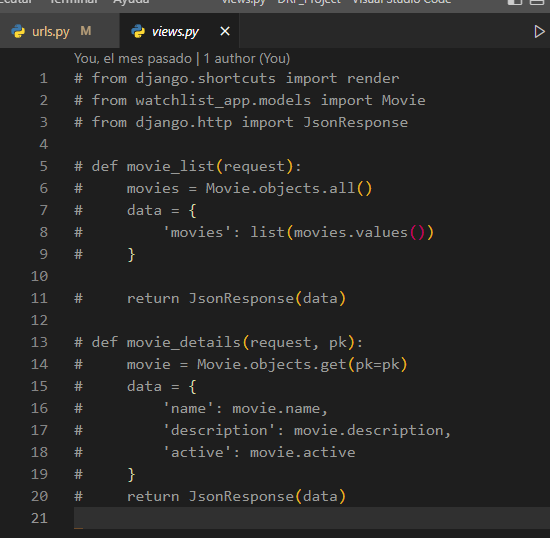 ecutar Terminal Ayuda views.py - DRF_Project - Visual Studio Code
urls.py M views.py
You, el mes pasado | 1 author (You)
1 # from django.shortcuts import render
2 # from watchlist_app.models import Movie
3 # from django.http import JsonResponse
4
5 # def movie_list(request):
6 #     movies = Movie.objects.all()
7 #     data = {
8 #         'movies': list(movies.values())
9 #     }
10
11 #     return JsonResponse(data)
12
13 # def movie_details(request, pk):
14 #     movie = Movie.objects.get(pk=pk)
15 #     data = {
16 #         'name': movie.name,
17 #         'description': movie.description,
18 #         'active': movie.active
19 #     }
20 #     return JsonResponse(data)
21